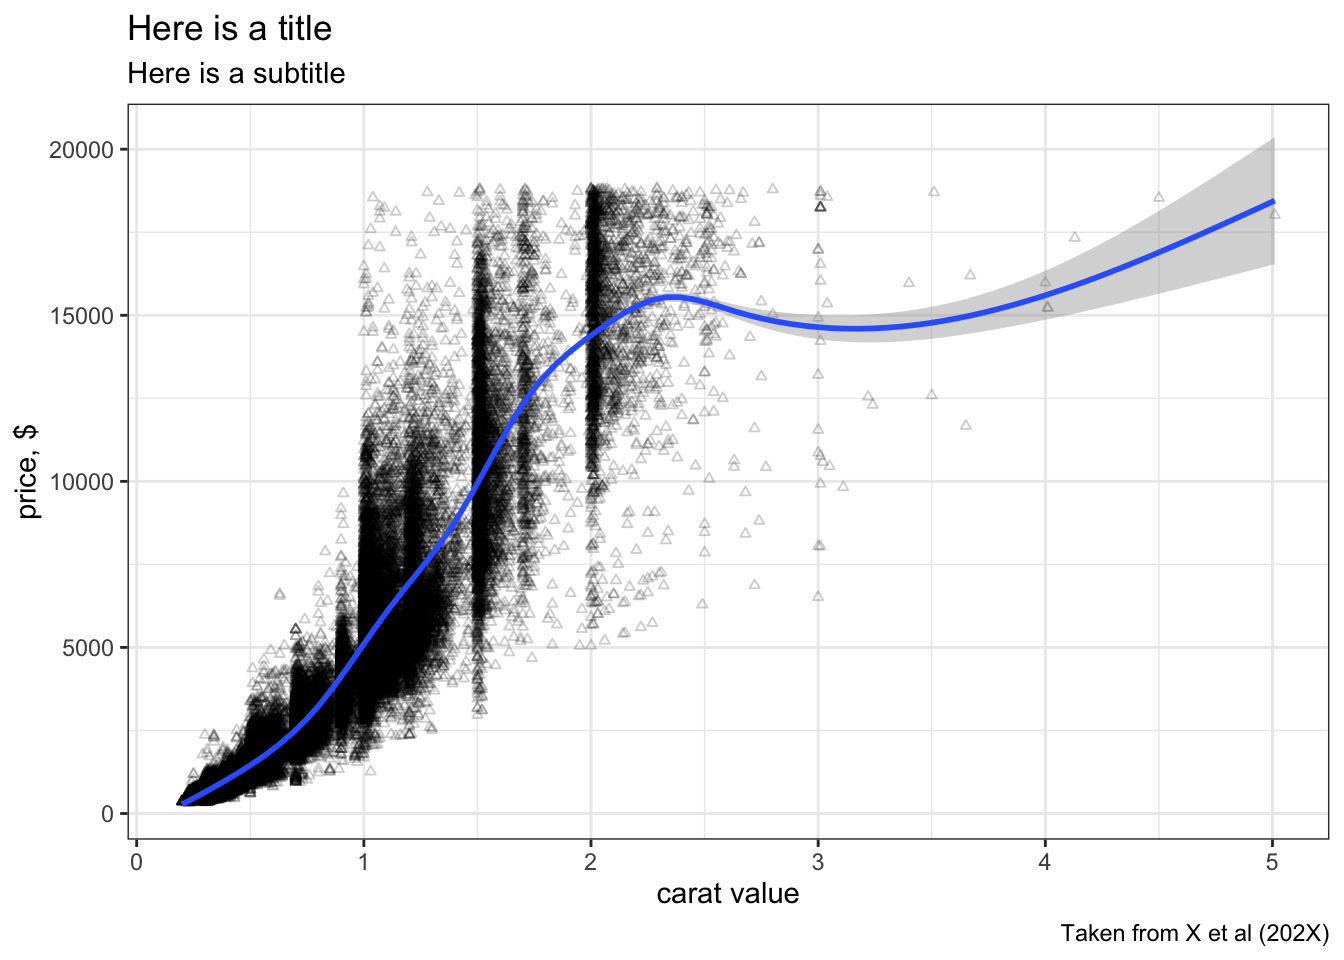 Here is a title
Here is a subtitle
20000
15000
10000
5000
0
price, $
0 1 2 3 4 5
carat value
Taken from X et al (202X)